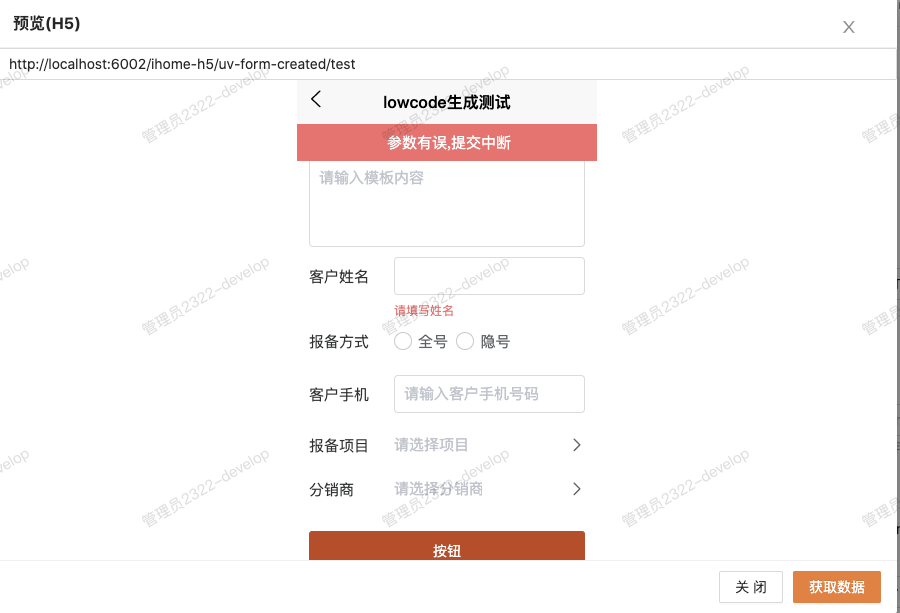 预览(H5)
X
http://localhost:6002/ihome-h5/uv-form-created/test
lowcode生成测试
参数有误,提交中断
请输入模板内容
客户姓名
请填写姓名
报备方式 全号 隐号
客户手机 请输入客户手机号码
报备项目 请选择项目
分销商 请选择分销商
按钮
关 闭 获取数据
管理员2322-develop